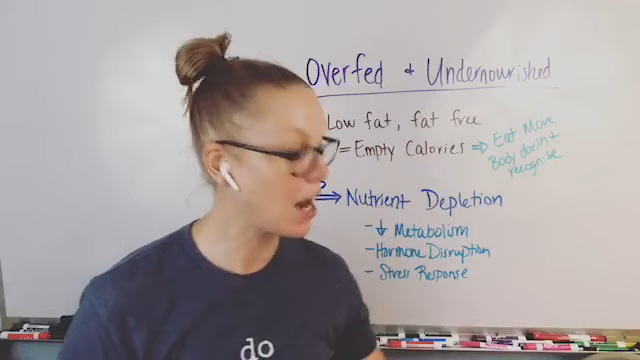 Overfed & Undernourished
Low fat, fat free
= Empty Calories ⇒ Eat More
Body doesn't
recognize
⇒ Nutrient Depletion
- ↓ Metabolism
- Hormone Disruption
- Stress Response
do